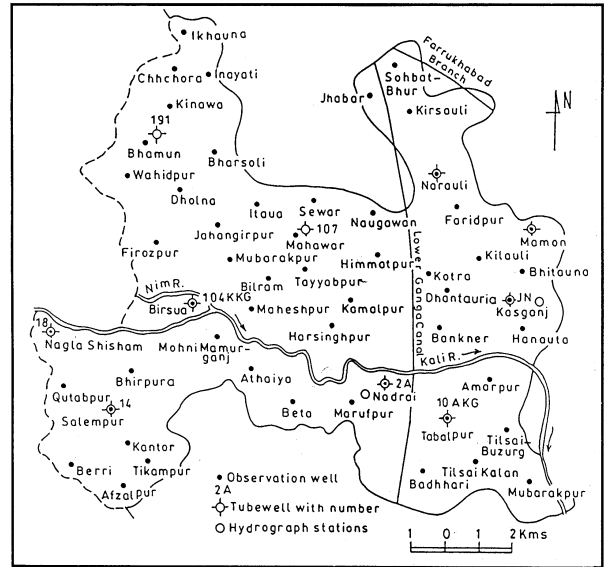 Ikhauna
Farrukhabad
Branch
Chhchora
Inayati
Sohbat-
Bhur
Jhabar
Kinawa
Kirsauli
N
191
Bhamun
Bharsoli
Wahidpur
Narauli
Dholna
Itaua
Sewar
Naugawan
Faridpur
Jahangirpur
107
Mahawar
Mamon
Firozpur
Mubarakpur
Himmatpur
Kilauli
Lower Ganga Canal
Tayyabpur
Kotra
Bhitauna
Nim R.
Bilram
Dhantauria
JN
Kasganj
104KKG
Birsua
Maheshpur
Kamalpur
18
Nagla Shisham
Harsinghpur
Bankner
Hanauta
Mohni Mamur-
ganj
Kali R.
Bhirpura
Athaiya
2A
Nadrai
Amarpur
Qutabpur
14
Salempur
Beta
Marufpur
10 AKG
Tabalpur
Kantor
Tilsai-
Buzurg
Berri
Tikampur
Observation well
Badhhari
Tilsai Kalan
Afzalpur
2A
Tubewell with number
Mubarakpur
Hydrograph stations
1 0 1 2 Kms